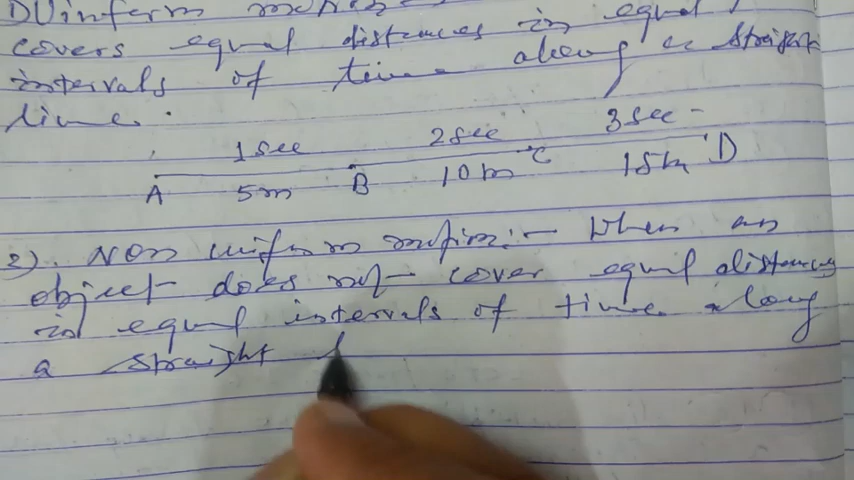 1) Uniform motion
covers equal distances in equal
intervals of time along a straight
line.
1 sec 2 sec 3 sec
A 5m B 10 m C 15m D
2). Non uniform motion:- When an
object does not cover equal distances
in equal intervals of time along
a straight l